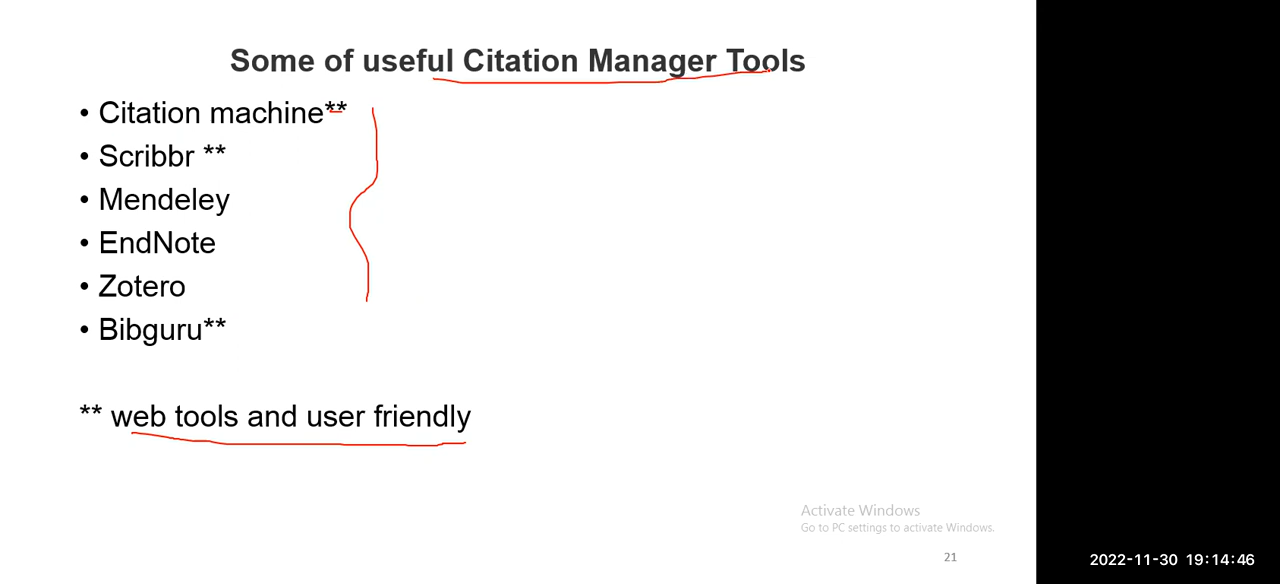 Some of useful Citation Manager Tools
• Citation machine**
• Scribbr **
• Mendeley
• EndNote
• Zotero
• Bibguru**
** web tools and user friendly
Activate Windows
Go to PC settings to activate Windows.
21
2022-11-30 19:14:46